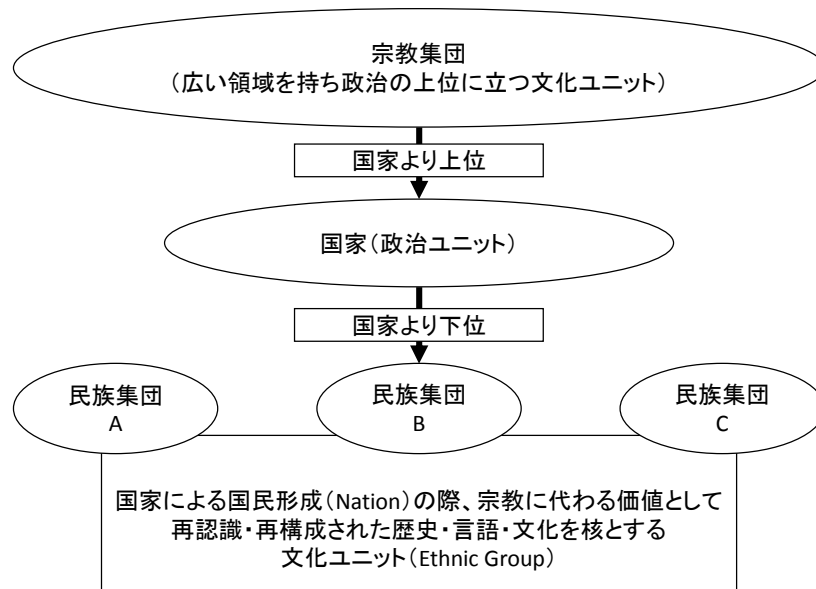 宗教集団
(広い領域を持ち政治の上位に立つ文化ユニット)
国家より上位
国家(政治ユニット)
国家より下位
民族集団
A
民族集団
B
民族集団
C
国家による国民形成(Nation)の際、宗教に代わる価値として
再認識・再構成された歴史・言語・文化を核とする
文化ユニット(Ethnic Group)